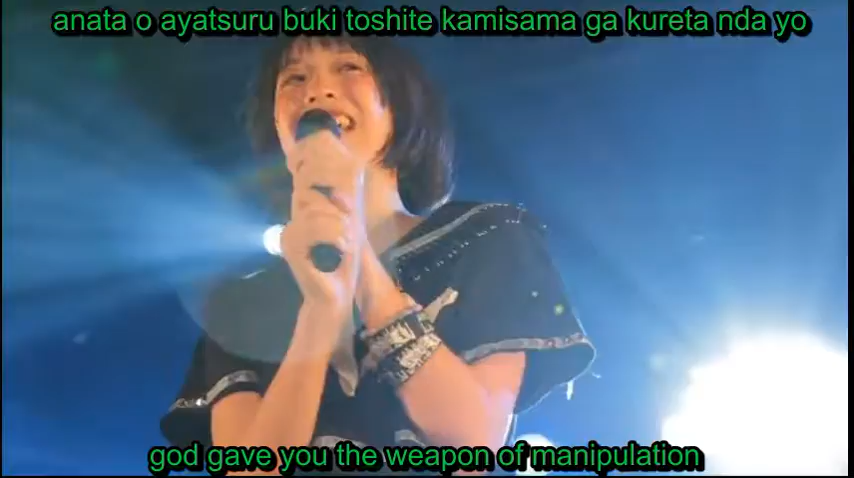 anata o ayatsuru buki toshite kamisama ga kureta nda yo
god gave you the weapon of manipulation